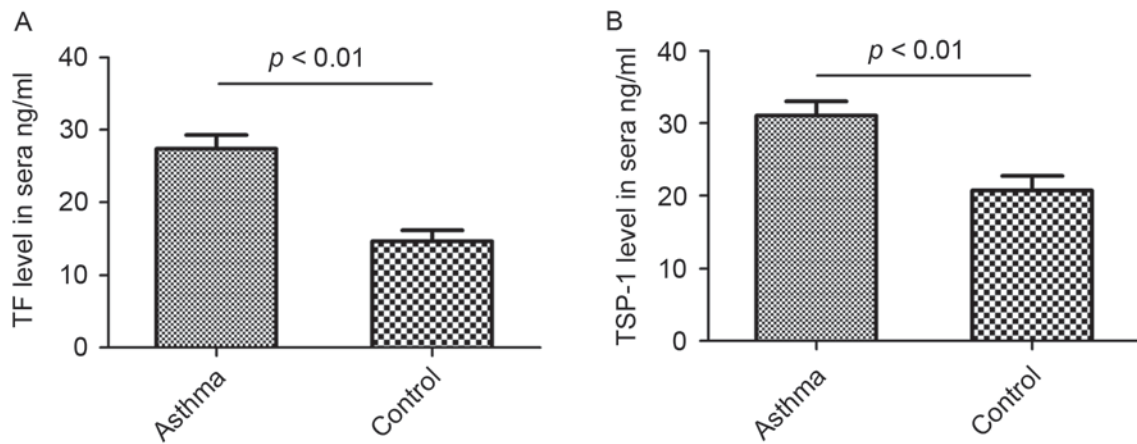 A
TF level in sera ng/ml
40
30
20
10
0
p < 0.01
Asthma
Control
B
TSP-1 level in sera ng/ml
40
30
20
10
0
p < 0.01
Asthma
Control